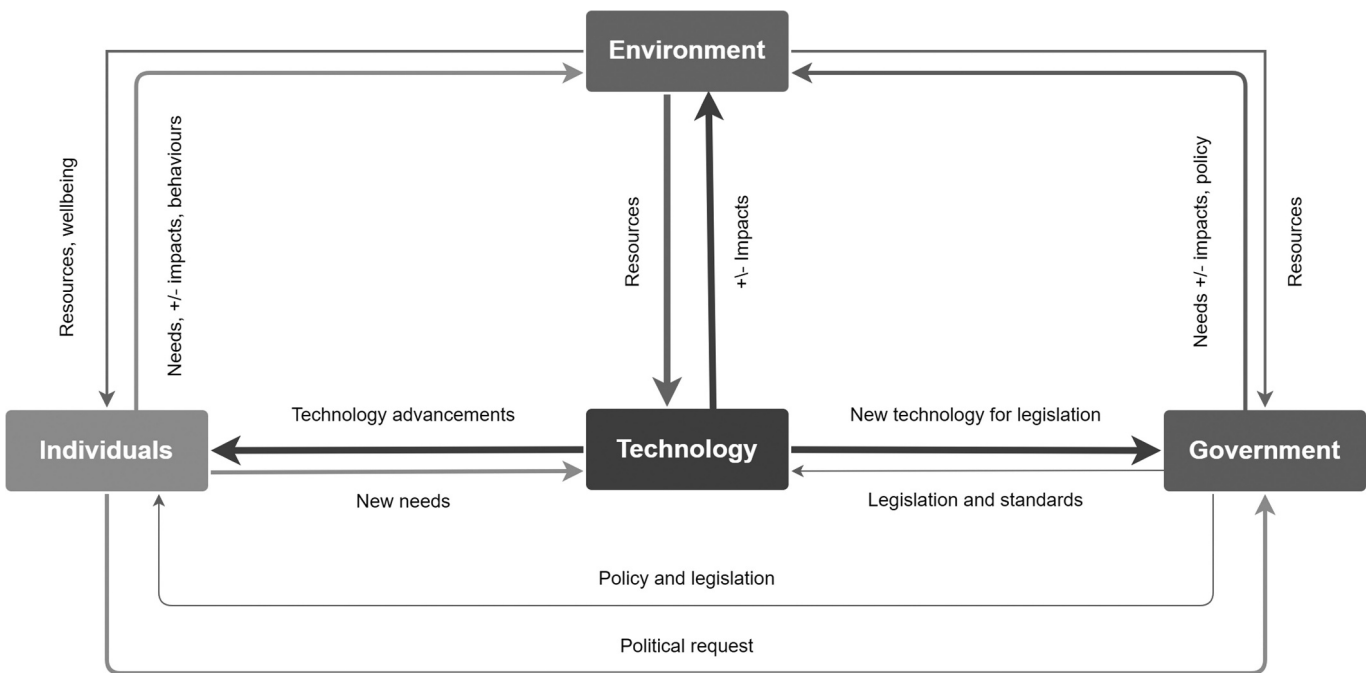 Environment
Resources, wellbeing
Needs, +/- impacts, behaviours
Resources
+\- Impacts
Needs +/- impacts, policy
Resources
Individuals
Technology advancements
New needs
Technology
New technology for legislation
Legislation and standards
Government
Policy and legislation
Political request